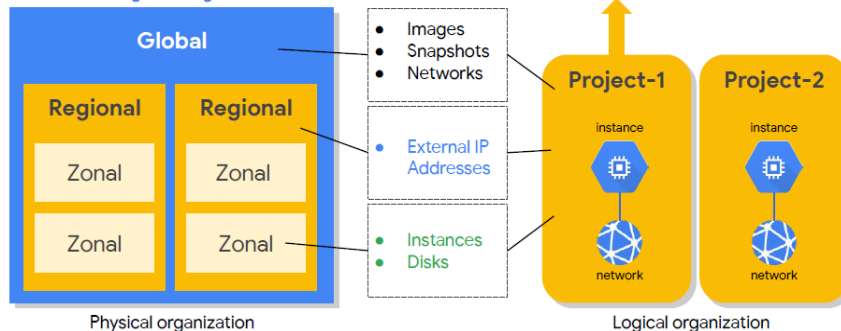 Global
Regional
Regional
Zonal
Zonal
Zonal
Zonal
Physical organization
● Images
● Snapshots
● Networks
● External IP
Addresses
● Instances
● Disks
Project-1
instance
network
Project-2
instance
network
Logical organization